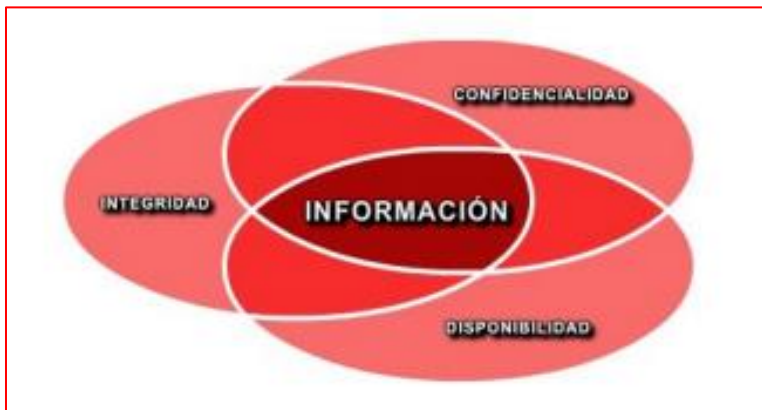 CONFIDENCIALIDAD
INTEGRIDAD
INFORMACIÓN
DISPONIBILIDAD